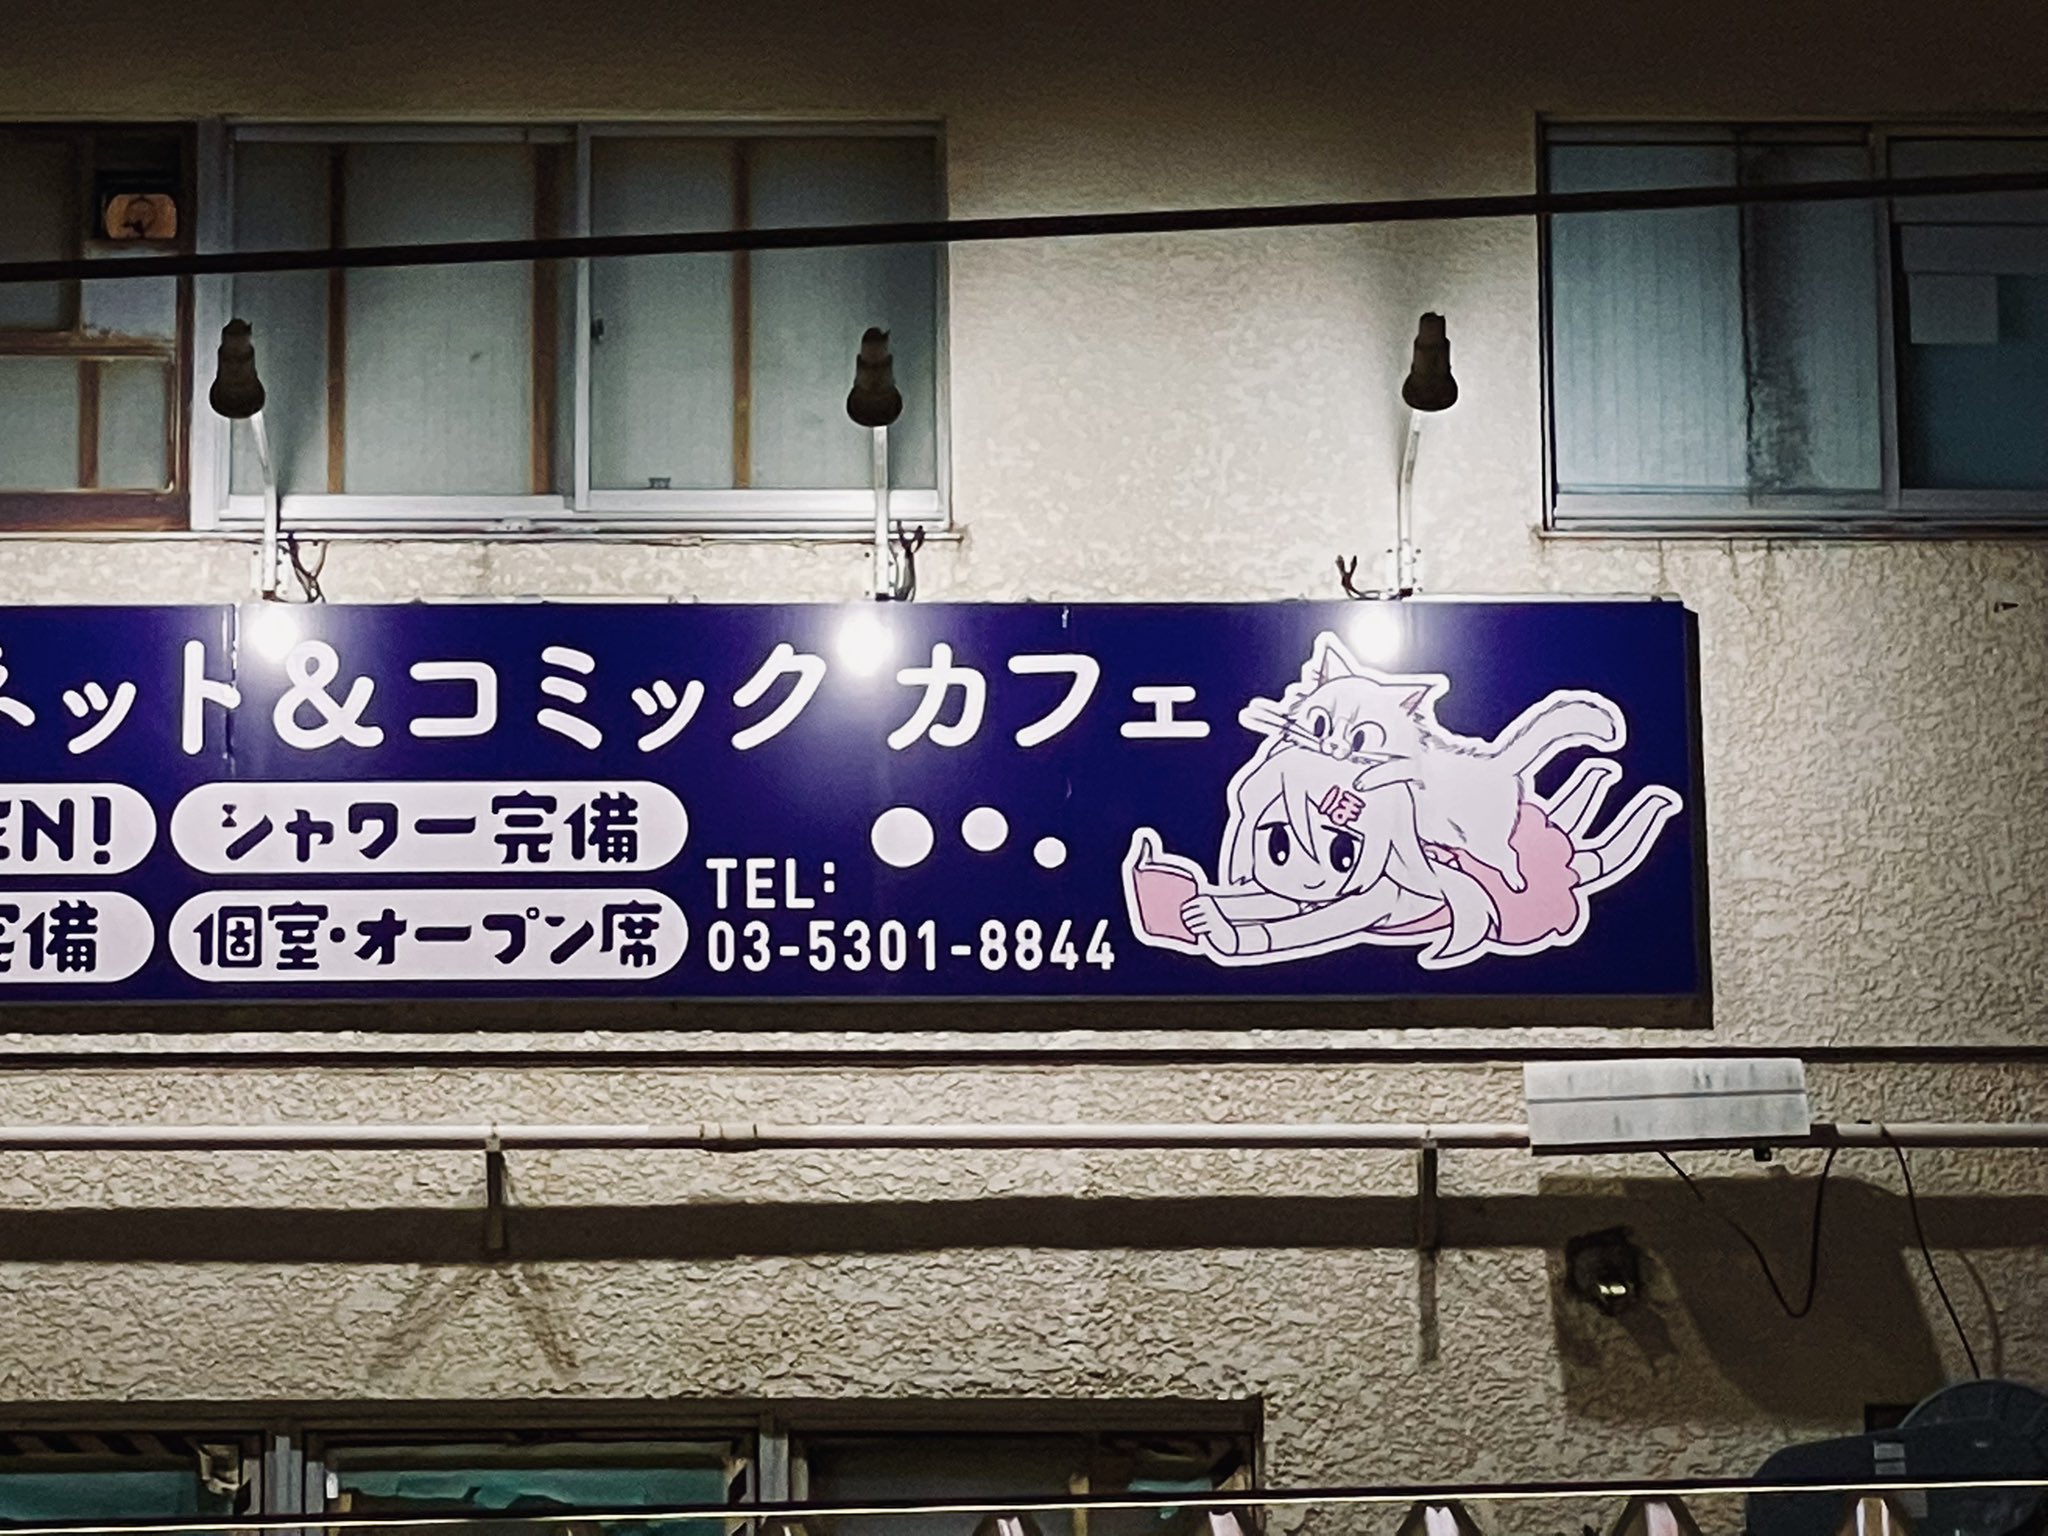 ネット&コミック カフェ
EN! シャワー完備
完備 個室・オープン席
TEL:
03-5301-8844
ほ